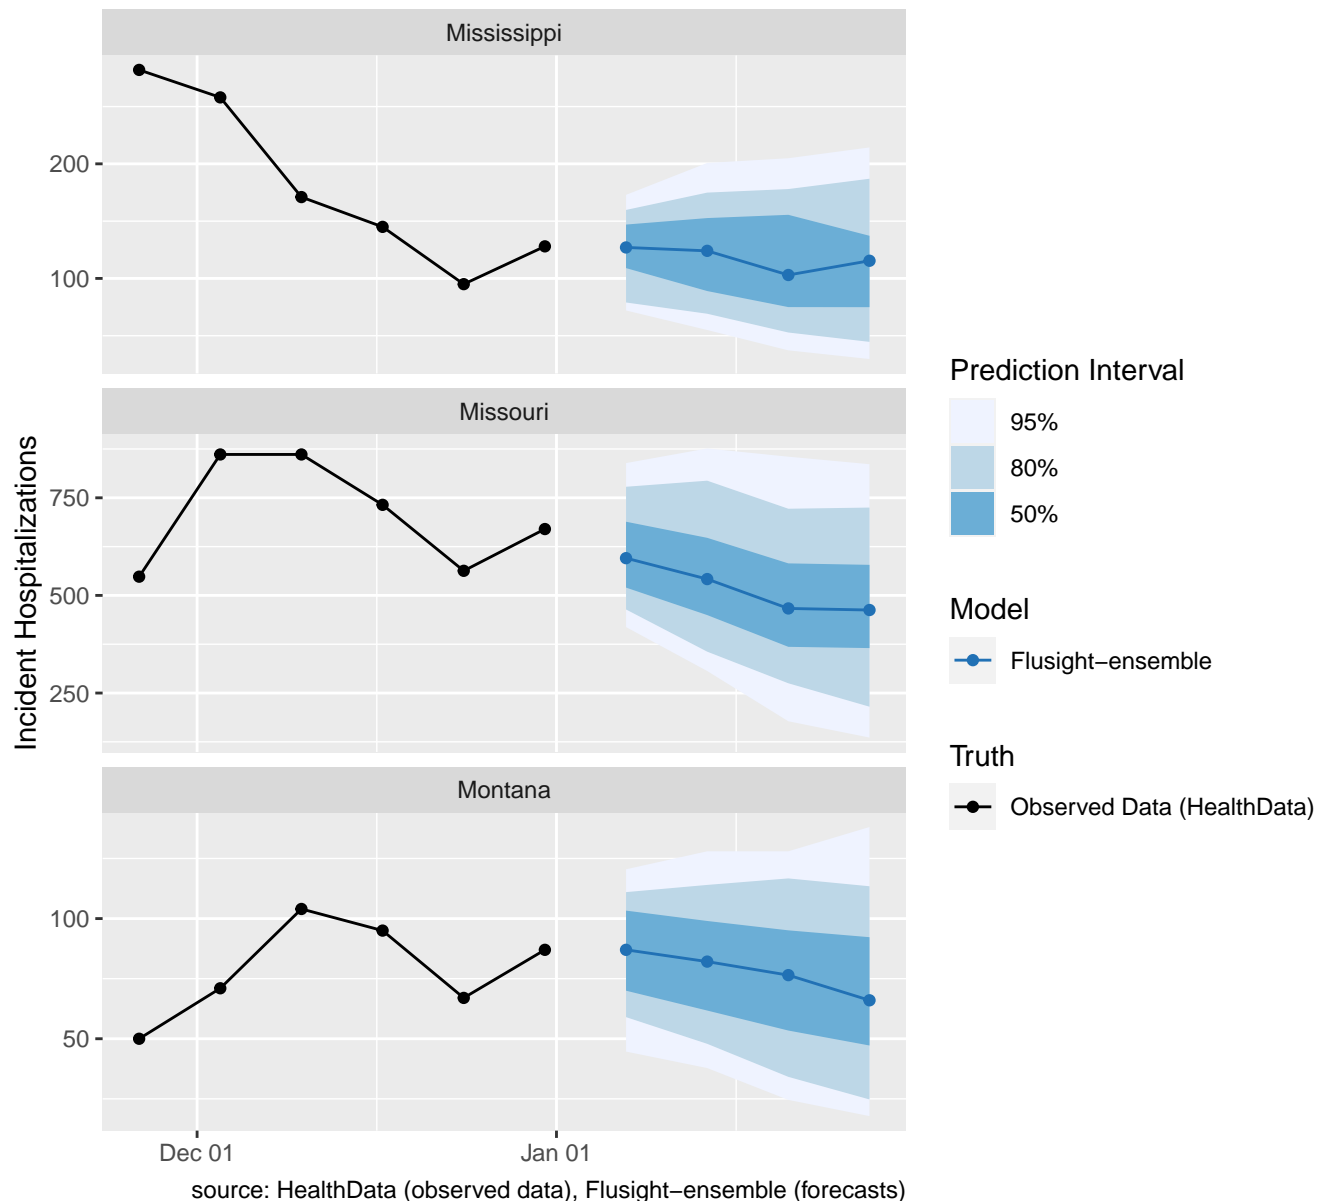 Mississippi
200
100
Missouri
750
500
250
Montana
100
50
Dec 01
Jan 01
Incident Hospitalizations
source: HealthData (observed data), Flusight−ensemble (forecasts)
Prediction Interval
95%
80%
50%
Model
Flusight−ensemble
Truth
Observed Data (HealthData)